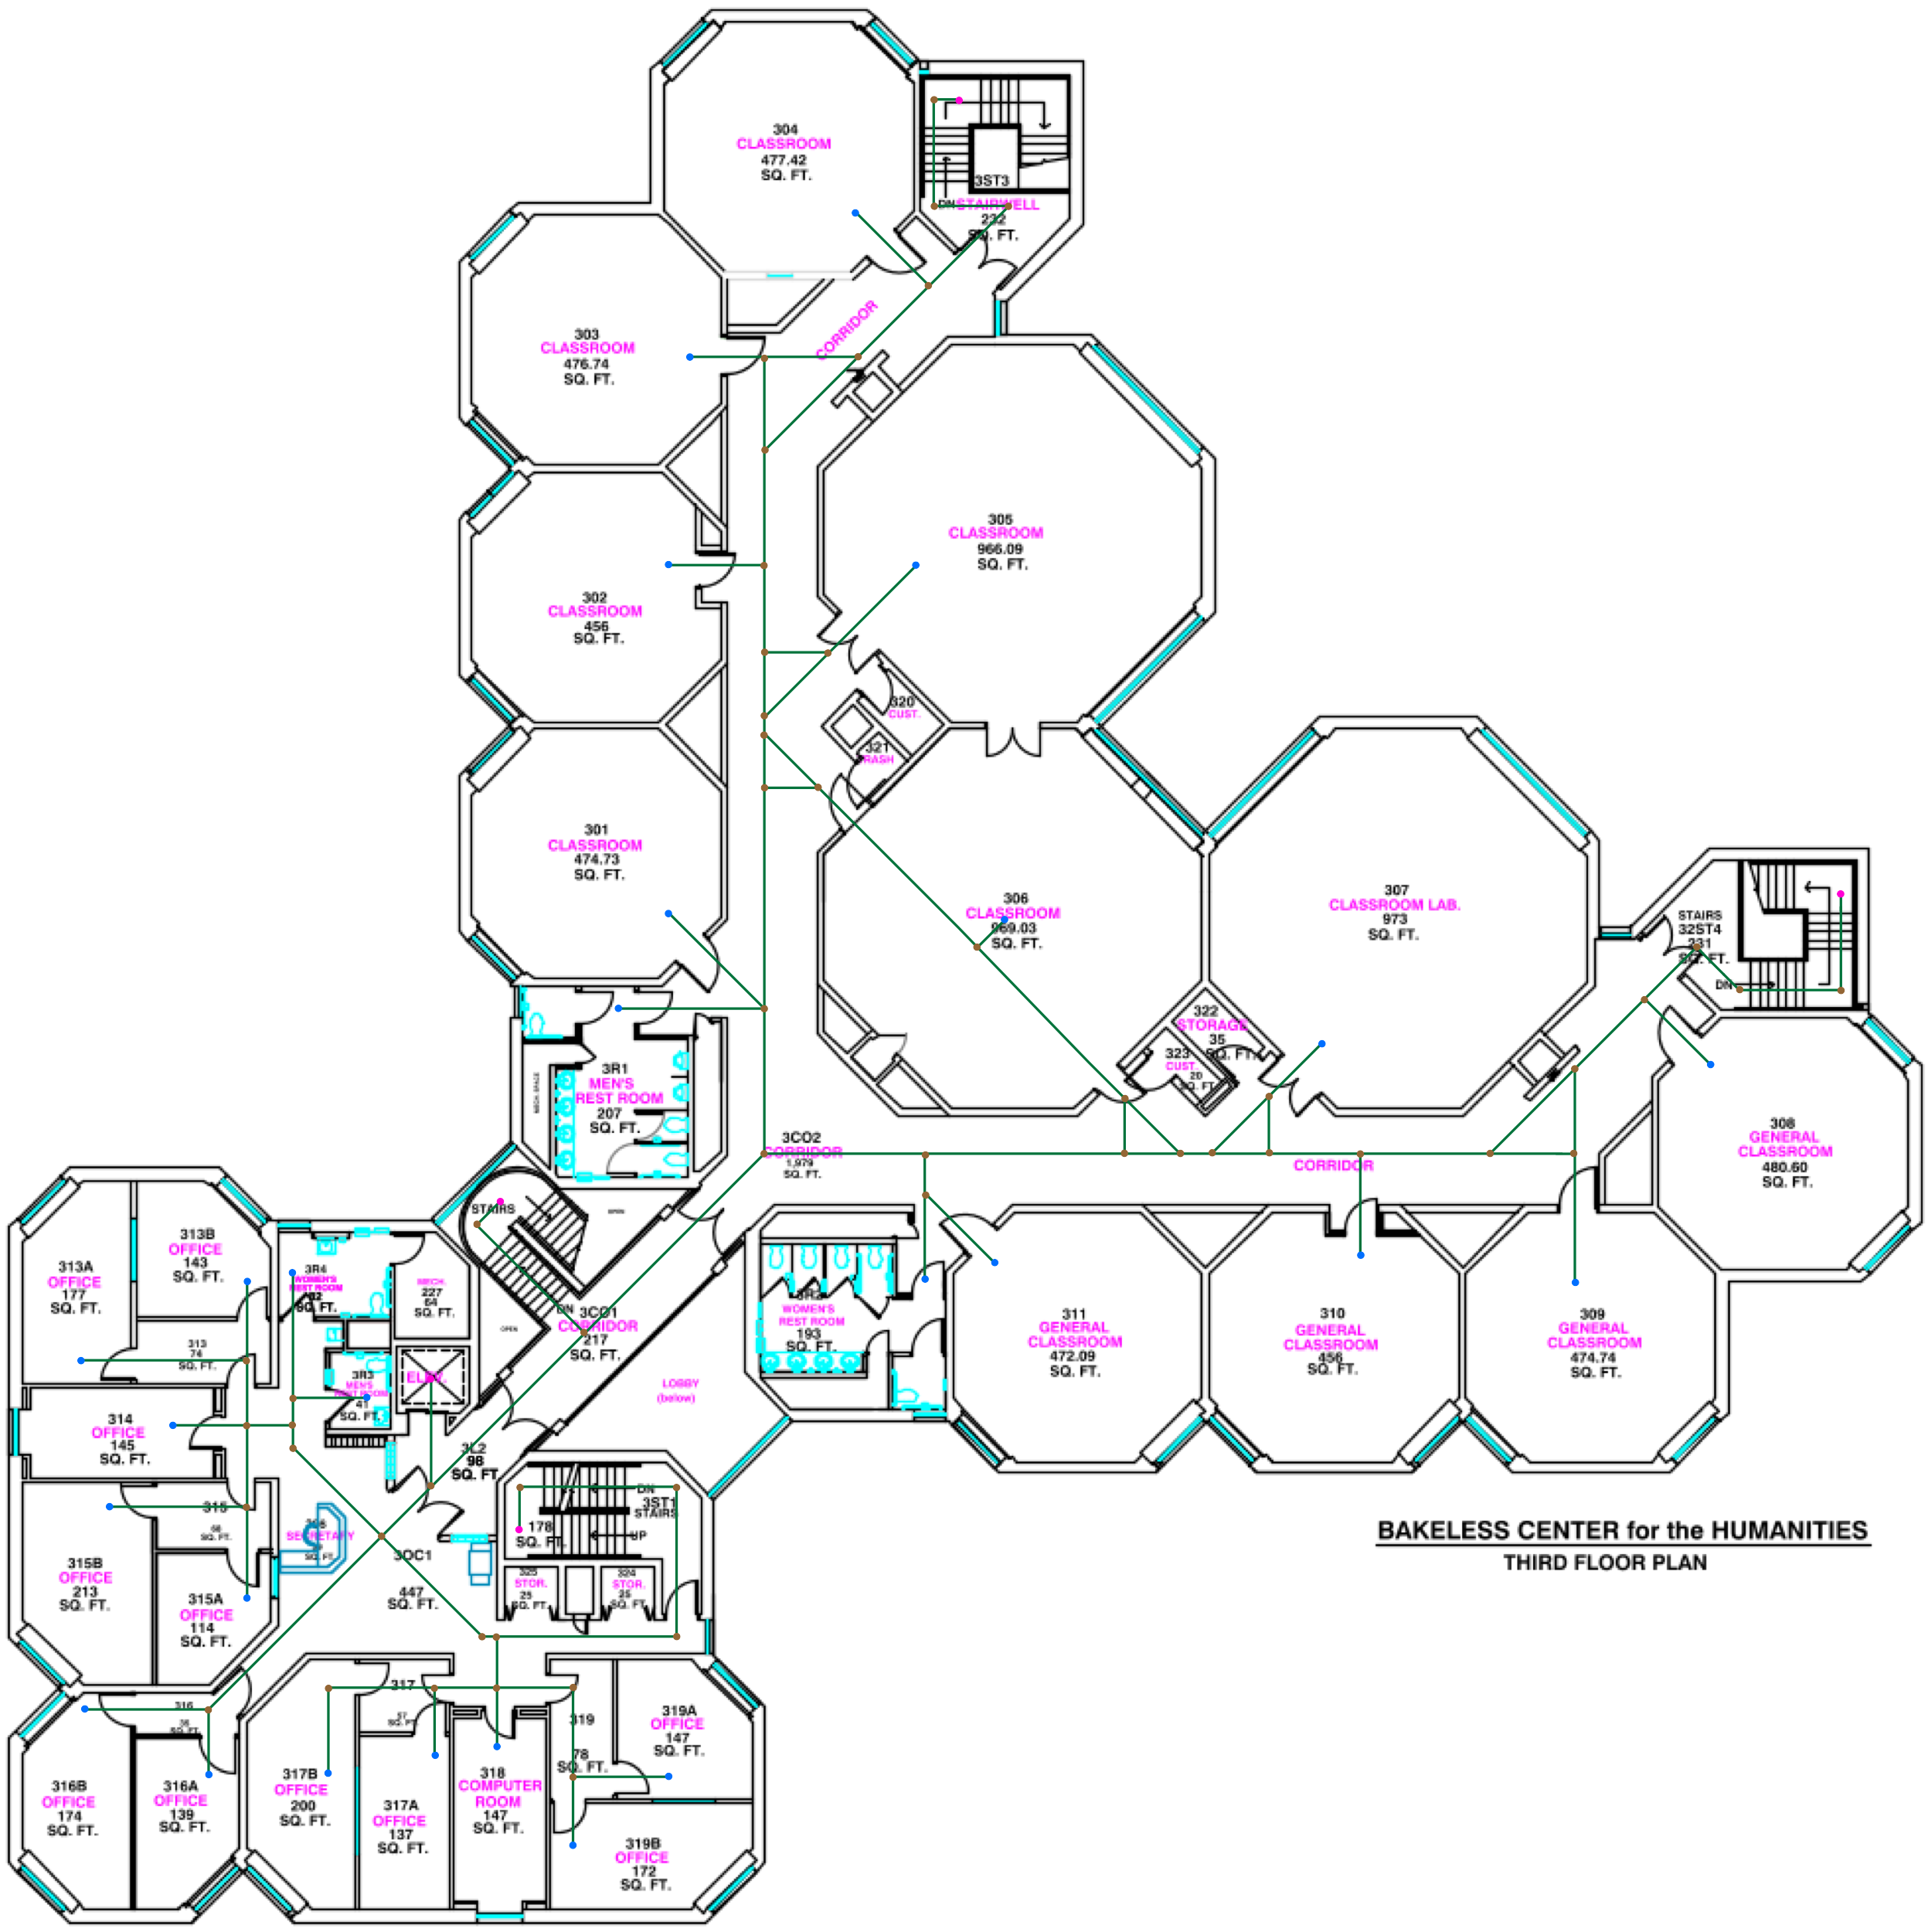 304
CLASSROOM
477.42
SQ. FT.
3ST3
DN
STAIRWELL
232
SQ. FT.
CORRIDOR
303
CLASSROOM
476.74
SQ. FT.
305
CLASSROOM
966.09
SQ. FT.
302
CLASSROOM
456
SQ. FT.
320
CUST.
321
TRASH
301
CLASSROOM
474.73
SQ. FT.
306
CLASSROOM
969.03
SQ. FT.
307
CLASSROOM LAB.
973
SQ. FT.
STAIRS
32ST4
231
SQ. FT.
DN
322
STORAGE
35
SQ. FT.
323
CUST.
20
SQ. FT.
3R1
MEN'S
REST ROOM
207
SQ. FT.
MECH. SPACE
3CO2
CORRIDOR
1,979
SQ. FT.
CORRIDOR
308
GENERAL
CLASSROOM
480.60
SQ. FT.
STAIRS
OPEN
313A
OFFICE
177
SQ. FT.
313B
OFFICE
143
SQ. FT.
3R4
WOMEN'S
REST ROOM
SQ. FT.
MECH.
227
64
SQ. FT.
OPEN
DN
3CO1
CORRIDOR
217
SQ. FT.
3R2
WOMEN'S
REST ROOM
193
SQ. FT.
311
GENERAL
CLASSROOM
472.09
SQ. FT.
310
GENERAL
CLASSROOM
456
SQ. FT.
309
GENERAL
CLASSROOM
474.74
SQ. FT.
313
74
SQ. FT.
3R3
MEN'S
REST ROOM
41
SQ. FT.
ELEV.
LOBBY
(below)
314
OFFICE
145
SQ. FT.
3L2
98
SQ. FT.
315
68
SQ. FT.
SECRETARY
SQ. FT.
DN
3ST1
STAIRS
178
SQ. FT.
UP
3OC1
447
SQ. FT.
315B
OFFICE
213
SQ. FT.
315A
OFFICE
114
SQ. FT.
325
STOR.
25
SQ. FT.
324
STOR.
25
SQ. FT.
BAKELESS CENTER for the HUMANITIES
THIRD FLOOR PLAN
316
SQ. FT.
317
57
SQ. FT.
319
78
SQ. FT.
319A
OFFICE
147
SQ. FT.
316B
OFFICE
174
SQ. FT.
316A
OFFICE
139
SQ. FT.
317B
OFFICE
200
SQ. FT.
317A
OFFICE
137
SQ. FT.
318
COMPUTER
ROOM
147
SQ. FT.
319B
OFFICE
172
SQ. FT.